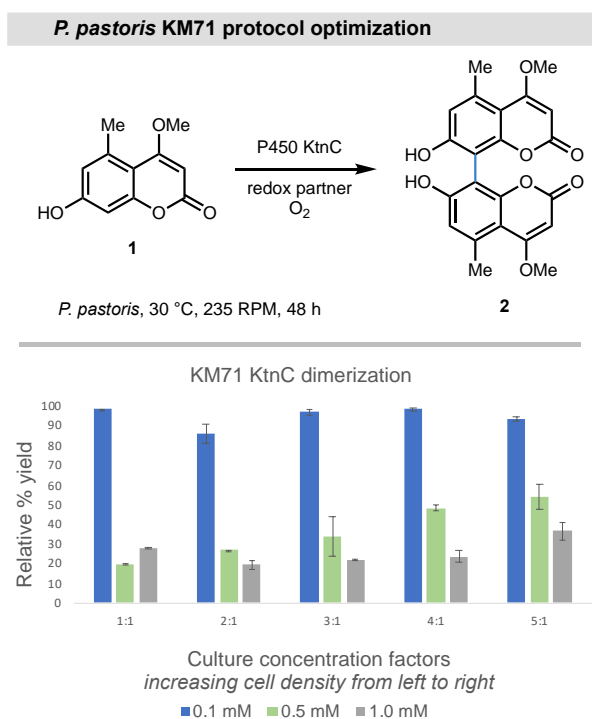 P. pastoris KM71 protocol optimization
Me
OMe
HO
O
O
1
P450 KtnC
redox partner
O2
Me
OMe
HO
O
O
HO
O
O
Me
OMe
2
P. pastoris, 30 °C, 235 RPM, 48 h
KM71 KtnC dimerization
Relative % yield
100
90
80
70
60
50
40
30
20
10
0
1:1
2:1
3:1
4:1
5:1
Culture concentration factors
increasing cell density from left to right
0.1 mM
0.5 mM
1.0 mM